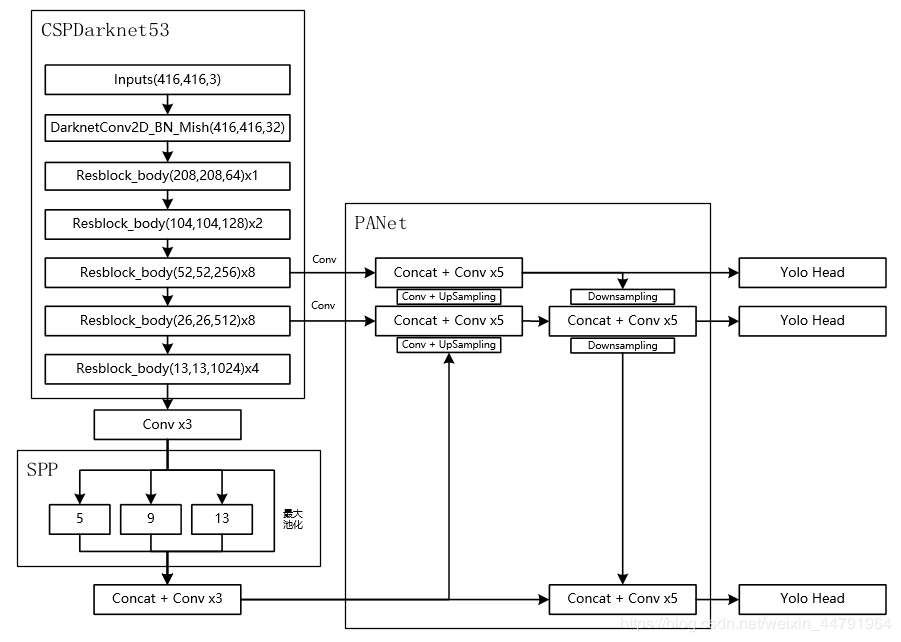 CSPDarknet53
Inputs(416,416,3)
DarknetConv2D_BN_Mish(416,416,32)
Resblock_body(208,208,64)x1
Resblock_body(104,104,128)x2
Resblock_body(52,52,256)x8
Resblock_body(26,26,512)x8
Resblock_body(13,13,1024)x4
Conv x3
SPP
5
9
13
最大
池化
Concat + Conv x3
Conv
Conv
PANet
Concat + Conv x5
Conv + UpSampling
Concat + Conv x5
Conv + UpSampling
Downsampling
Concat + Conv x5
Downsampling
Concat + Conv x5
Yolo Head
Yolo Head
Yolo Head
https://blog.csdn.net/weixin_44791964